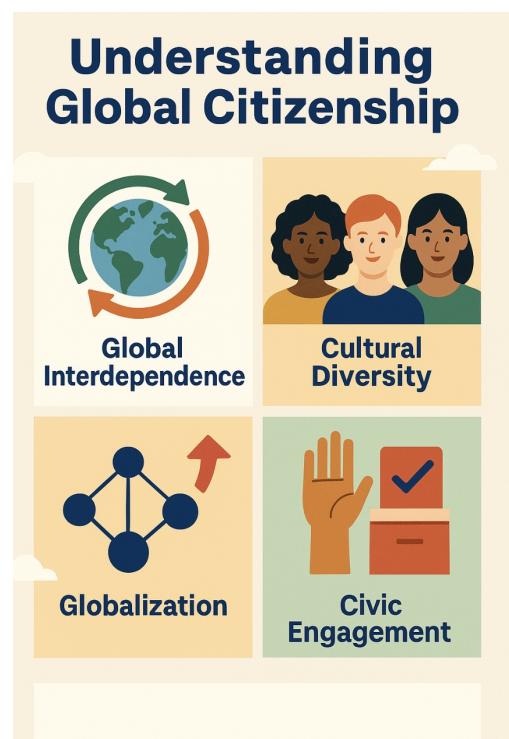 Understanding
Global Citizenship
Global
Interdependence
Cultural
Diversity
Globalization
Civic
Engagement